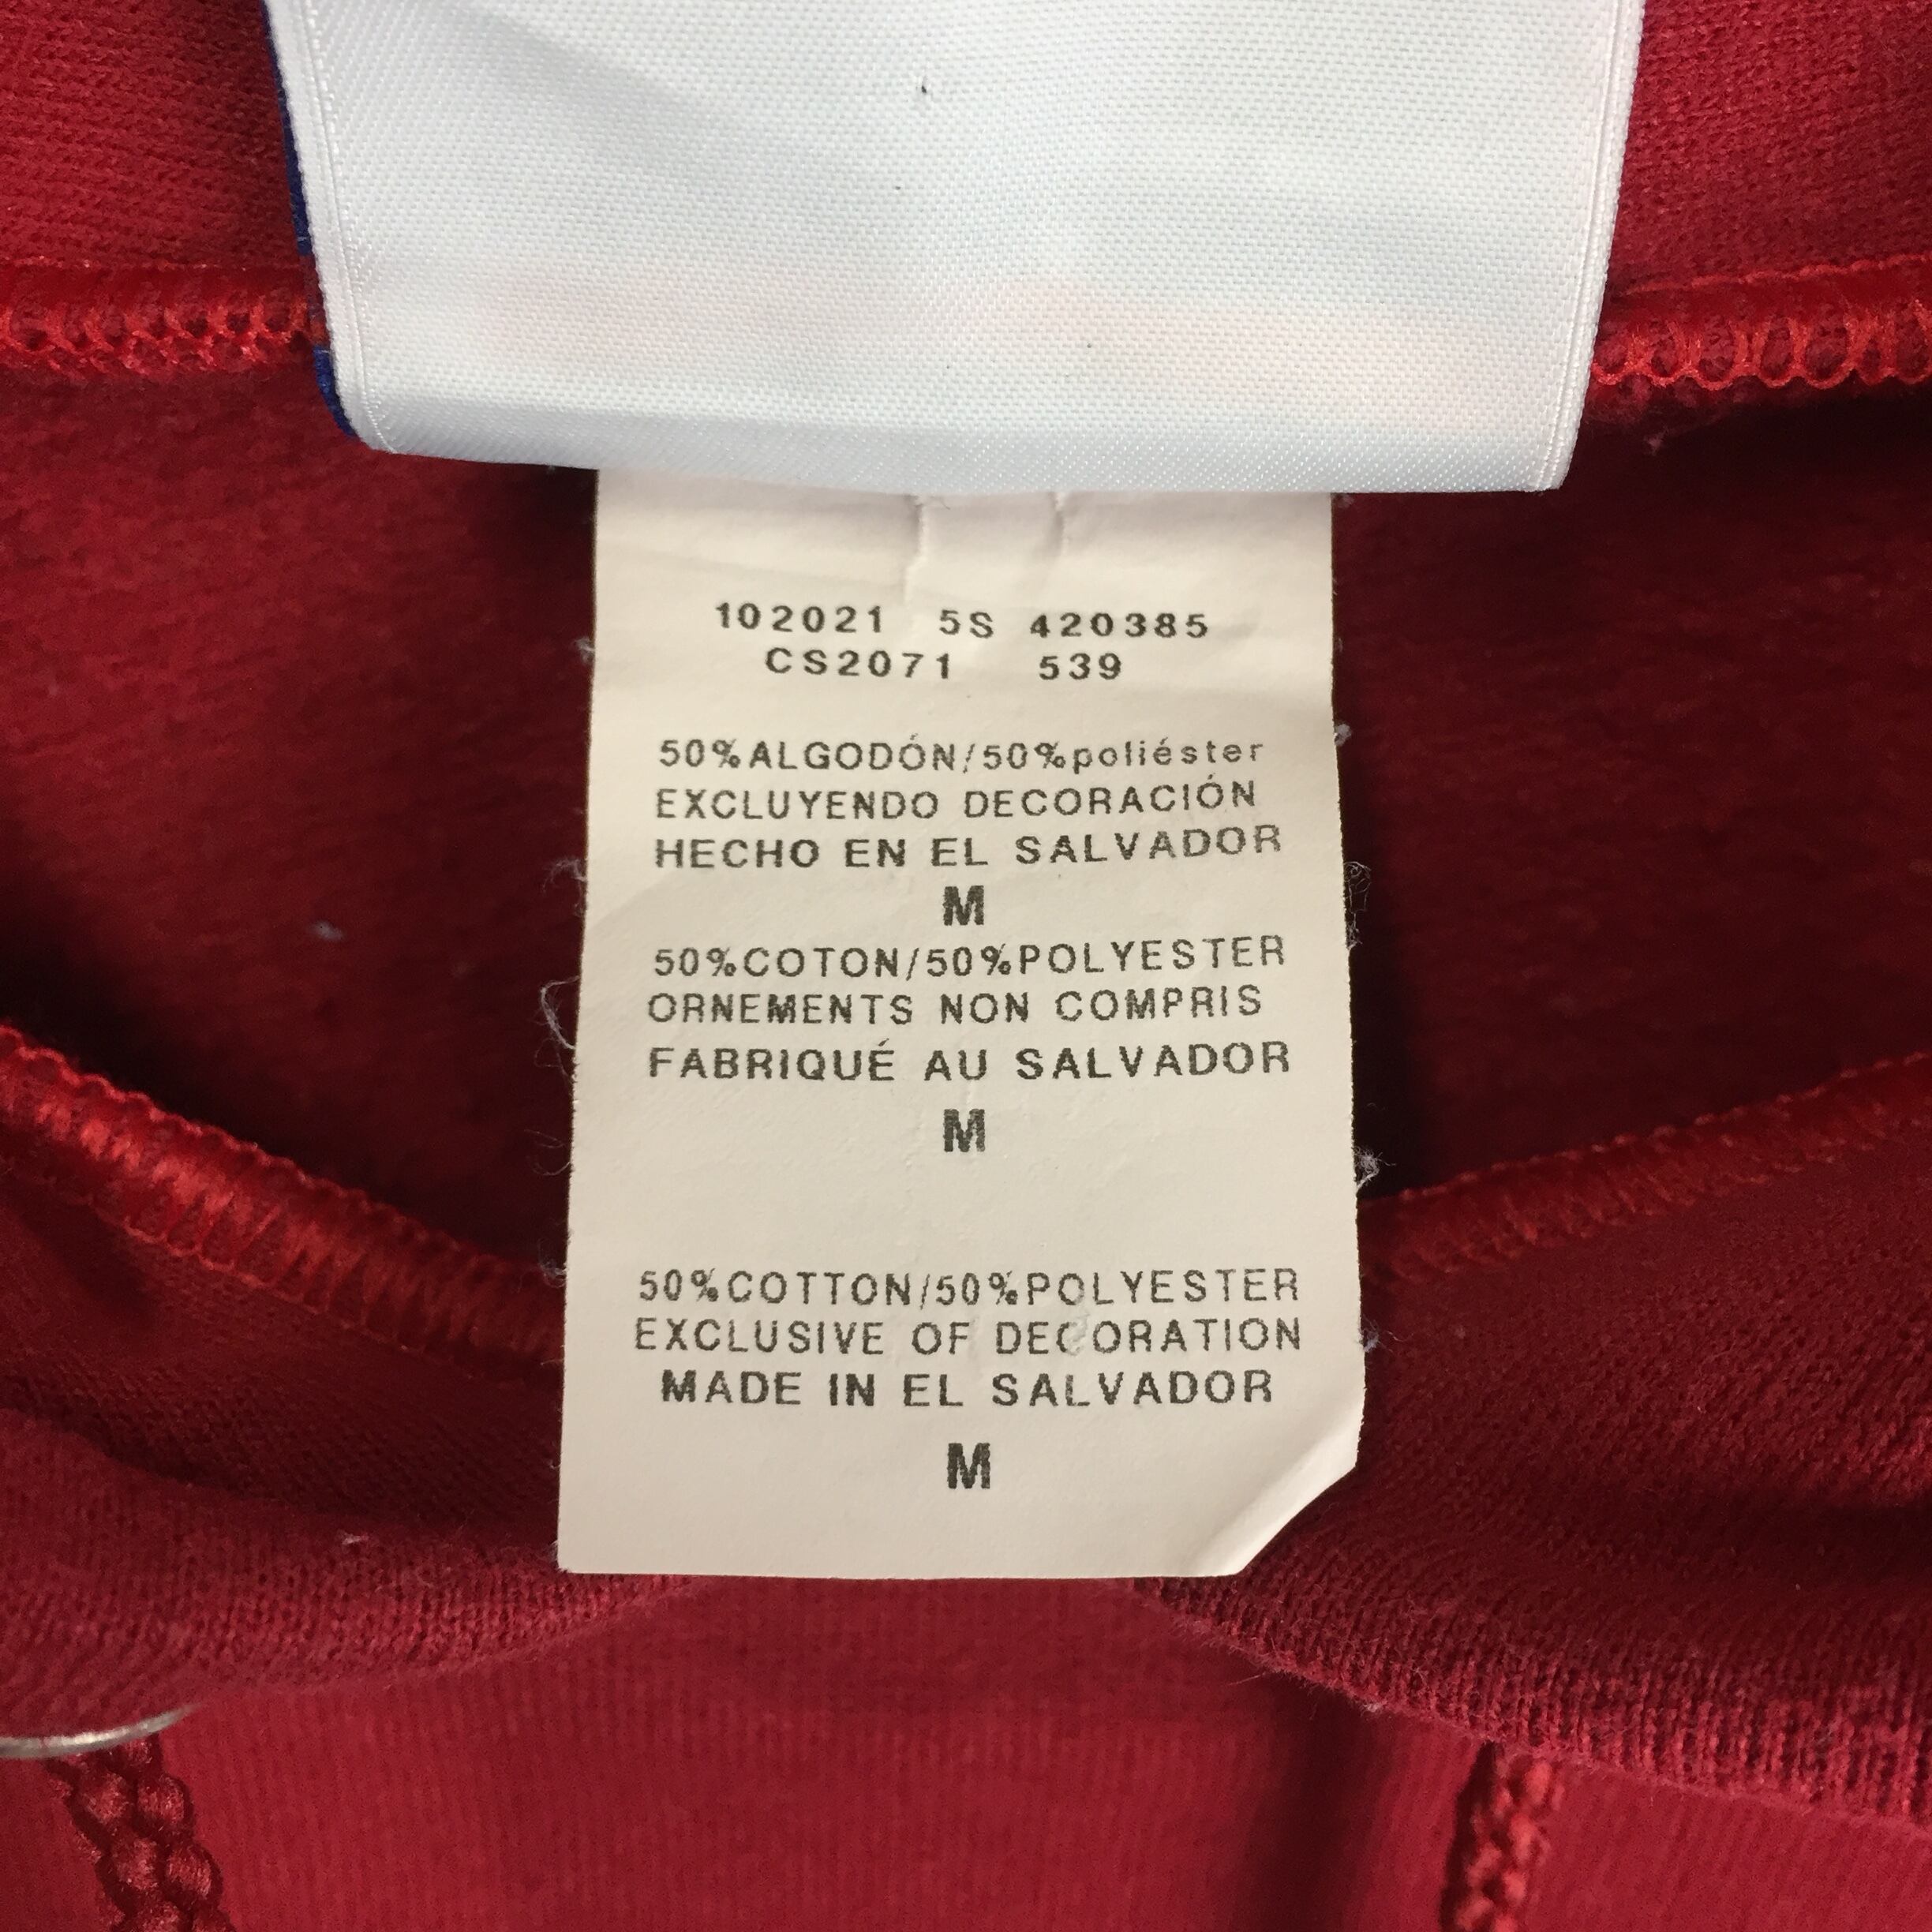 102021 5S 420385
CS2071 539
50%ALGODÓN/50%poliéster
EXCLUYENDO DECORACIÓN
HECHO EN EL SALVADOR
M
50%COTON/50%POLYESTER
ORNEMENTS NON COMPRIS
FABRIQUÉ AU SALVADOR
M
50%COTTON/50%POLYESTER
EXCLUSIVE OF DECORATION
MADE IN EL SALVADOR
M